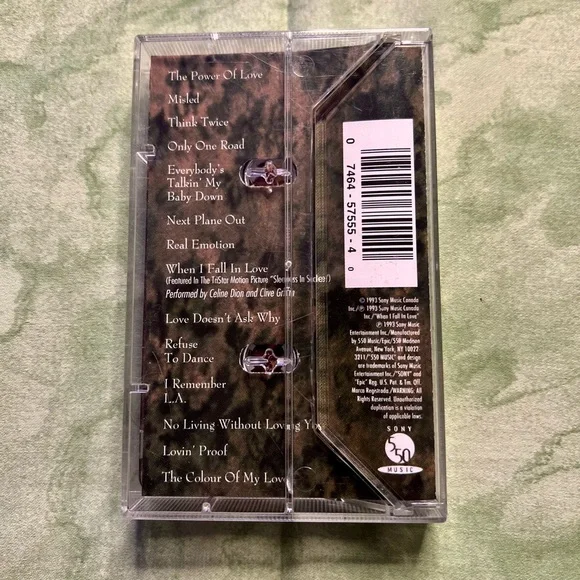 The Power Of Love
Misled
Think Twice
Only One Road
Everybody's
Talkin' My
Baby Down
Next Plane Out
Real Emotion
When I Fall In Love
(Featured In The TriStar Motion Picture "Sleepless In Seattle")
Performed by Celine Dion and Clive Griffin
Love Doesn't Ask Why
Refuse
To Dance
I Remember
L.A.
No Living Without Loving You
Lovin' Proof
The Colour Of My Love
0 7464-57555-4 0
© 1993 Sony Music Canada
Inc./℗ 1993 Sony Music Canada
Inc./"When I Fall In Love"
℗ 1993 Sony Music
Entertainment Inc./Manufactured
by 550 Music/Epic/550 Madison
Avenue, New York, NY 10022-
3211/"550 MUSIC" and design
are trademarks of Sony Music
Entertainment Inc./"SONY" and
"Epic" Reg. U.S. Pat. & Tm. Off.
Marca Registrada./WARNING: All
Rights Reserved. Unauthorized
duplication is a violation
of applicable laws.
SONY
550
MUSIC